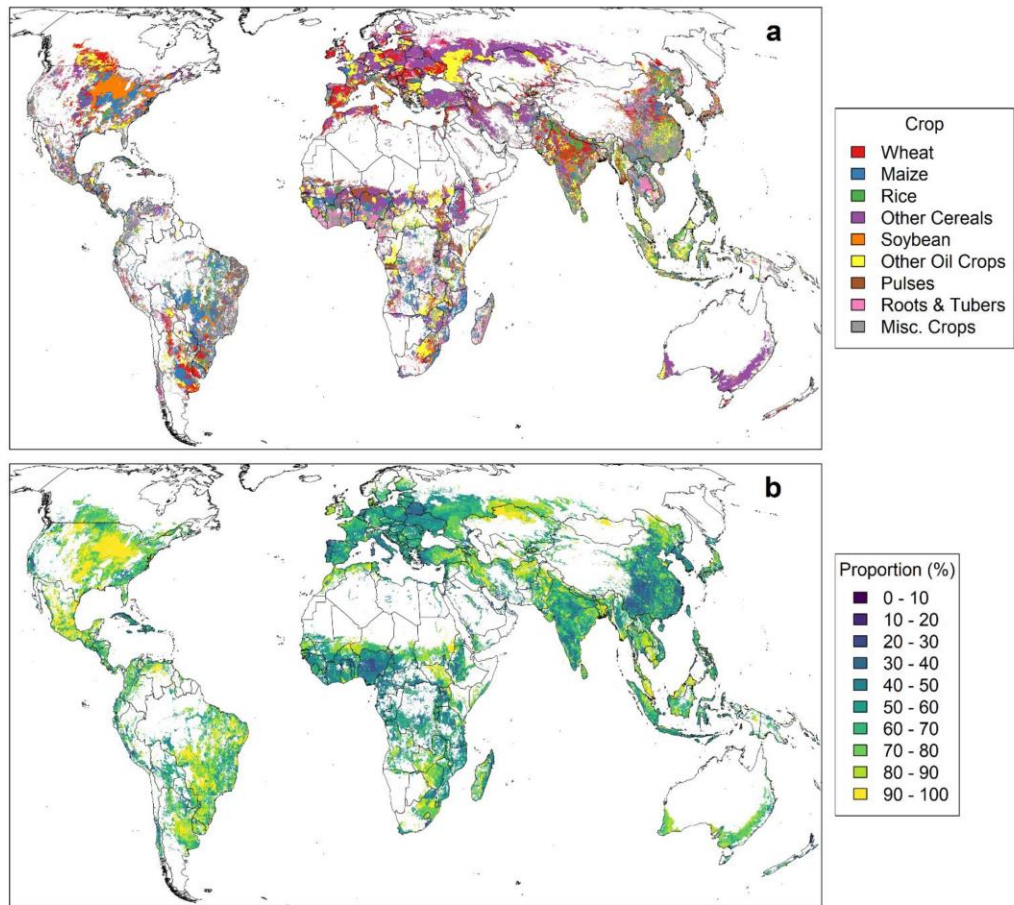 a
Crop
Wheat
Maize
Rice
Other Cereals
Soybean
Other Oil Crops
Pulses
Roots & Tubers
Misc. Crops
b
Proportion (%)
0 - 10
10 - 20
20 - 30
30 - 40
40 - 50
50 - 60
60 - 70
70 - 80
80 - 90
90 - 100